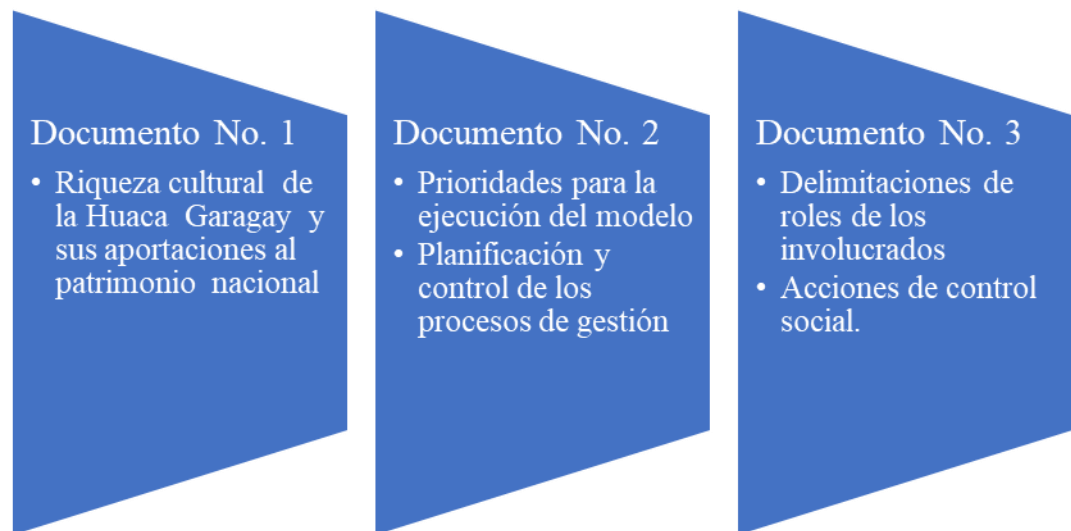 Documento No. 1
• Riqueza cultural de
la Huaca Garagay y
sus aportaciones al
patrimonio nacional
Documento No. 2
• Prioridades para la
ejecución del modelo
• Planificación y
control de los
procesos de gestión
Documento No. 3
• Delimitaciones de
roles de los
involucrados
• Acciones de control
social.